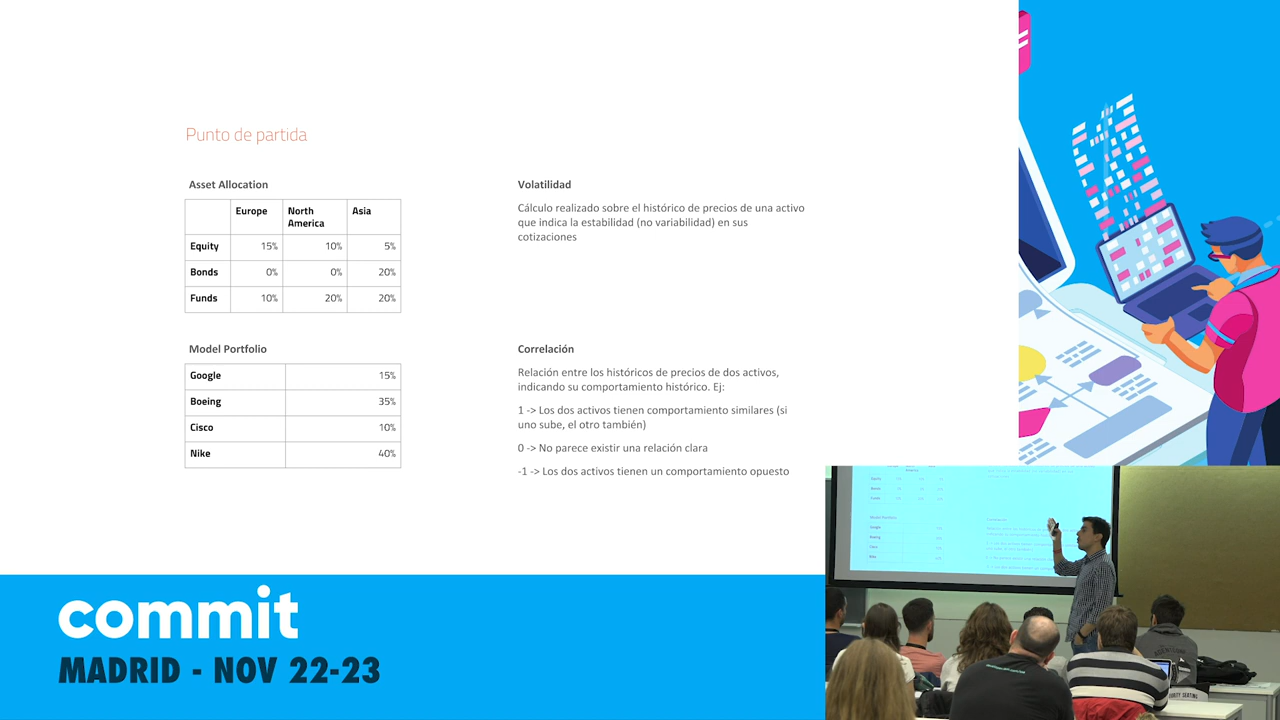 Punto de partida
Asset Allocation
Europe North America Asia
Equity 15% 10% 5%
Bonds 0% 0% 20%
Funds 10% 20% 20%
Model Portfolio
Google 15%
Boeing 35%
Cisco 10%
Nike 40%
Volatilidad
Cálculo realizado sobre el histórico de precios de una activo
que indica la estabilidad (no variabilidad) en sus
cotizaciones
Correlación
Relación entre los históricos de precios de dos activos,
indicando su comportamiento histórico. Ej:
1 -> Los dos activos tienen comportamiento similares (si
uno sube, el otro también)
0 -> No parece existir una relación clara
-1 -> Los dos activos tienen un comportamiento opuesto
commit
MADRID - NOV 22-23